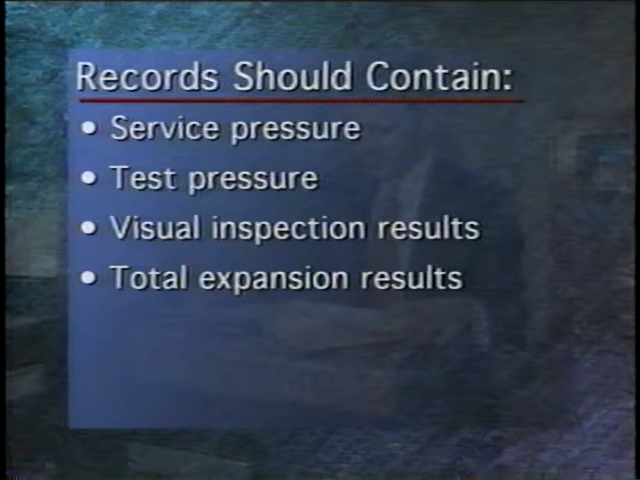 Records Should Contain:
• Service pressure
• Test pressure
• Visual inspection results
• Total expansion results